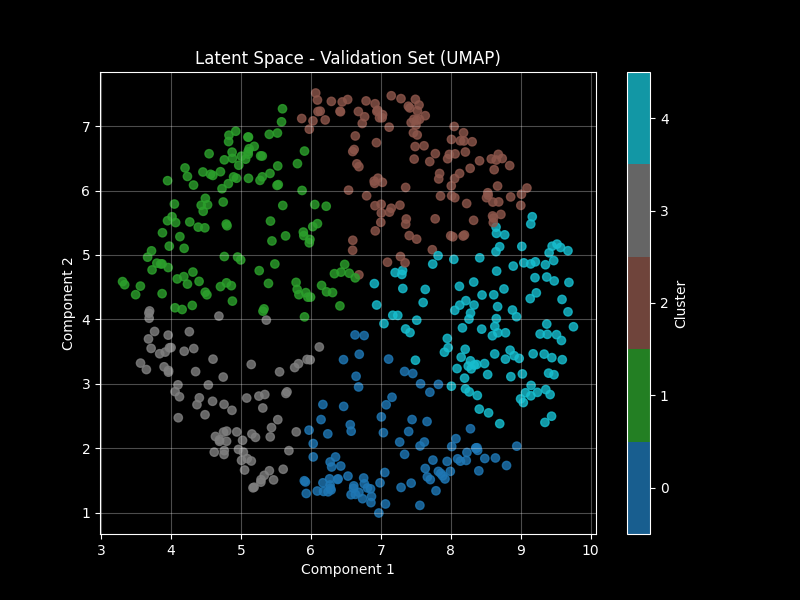 Latent Space - Validation Set (UMAP)
7
6
5
4
3
2
1
Component 2
3 4 5 6 7 8 9 10
Component 1
4
3
2
1
0
Cluster